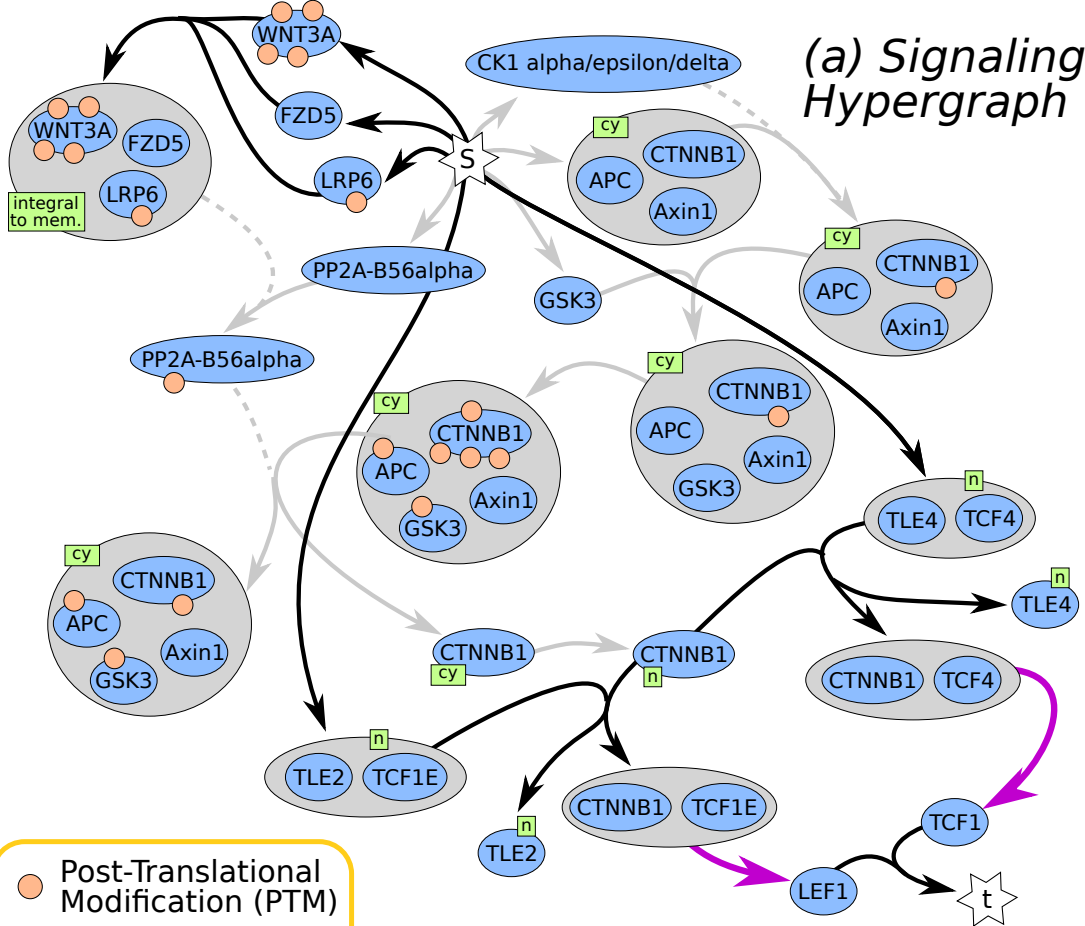 (a) Signaling
Hypergraph
WNT3A
CK1 alpha/epsilon/delta
FZD5
cy
CTNNB1
APC
Axin1
S
LRP6
WNT3A
FZD5
LRP6
integral
to mem.
cy
CTNNB1
APC
Axin1
PP2A-B56alpha
GSK3
PP2A-B56alpha
cy
CTNNB1
APC
Axin1
GSK3
cy
CTNNB1
APC
Axin1
GSK3
n
TLE4
TCF4
cy
CTNNB1
APC
Axin1
GSK3
n
TLE4
CTNNB1
cy
CTNNB1
n
CTNNB1
TCF4
n
TLE2
TCF1E
CTNNB1
TCF1E
n
TLE2
TCF1
LEF1
t
Post-Translational
Modification (PTM)